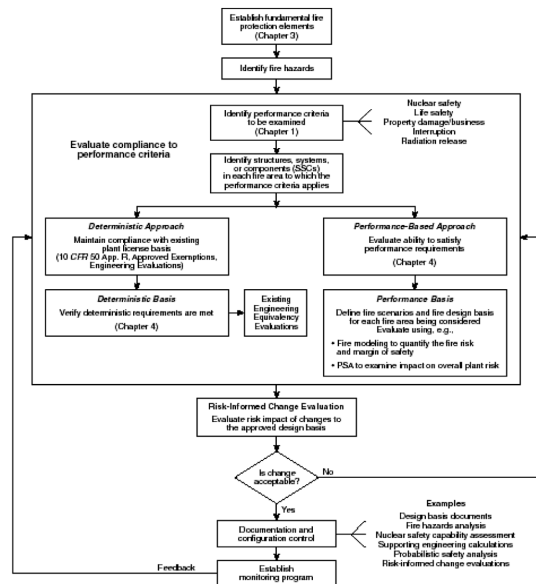 Establish fundamental fire
protection elements
(Chapter 3)
Identify fire hazards
Evaluate compliance to
performance criteria
Identify performance criteria
to be examined
(Chapter 1)
Nuclear safety
Life safety
Property damage/business
Interruption
Radiation release
Identify structures, systems,
or components (SSCs)
in each fire area to which the
performance criteria applies
Deterministic Approach
Maintain compliance with existing
plant license basis
(10 CFR 50 App. R, Approved Exemptions,
Engineering Evaluations)
Performance-Based Approach
Evaluate ability to satisfy
performance requirements
(Chapter 4)
Deterministic Basis
Verify deterministic requirements are met
(Chapter 4)
Existing
Engineering
Equivalency
Evaluations
Performance Basis
Define fire scenarios and fire design basis
for each fire area being considered
Evaluate using, e.g.,
• Fire modeling to quantify the fire risk
and margin of safety
• PSA to examine impact on overall plant risk
Risk-Informed Change Evaluation
Evaluate risk impact of changes to
the approved design basis
Is change
acceptable?
No
Yes
Documentation and
configuration control
Examples
Design basis documents
Fire hazards analysis
Nuclear safety capability assessment
Supporting engineering calculations
Probabilistic safety analysis
Risk-informed change evaluations
Feedback
Establish
monitoring program